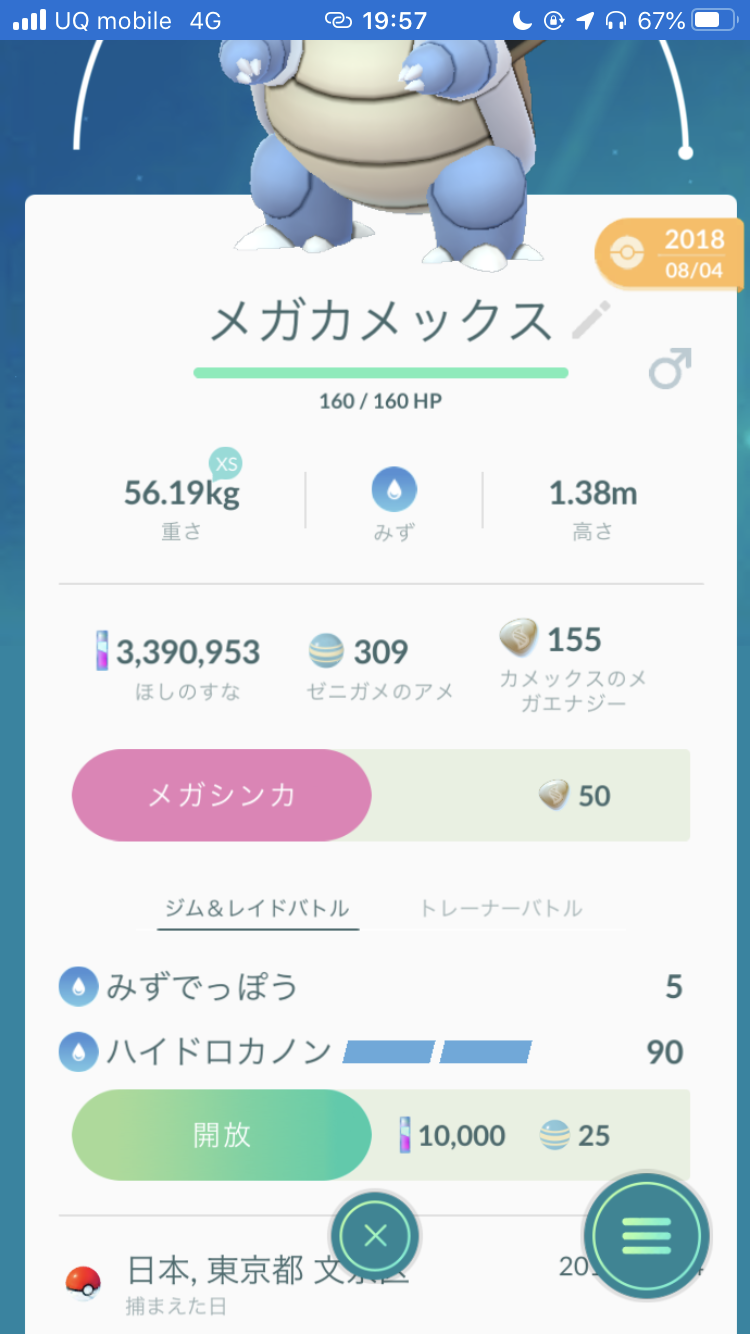 UQ mobile 4G 19:57 67%
2018
08/04
メガカメックス
160 / 160 HP
XS
56.19kg
重さ
みず
1.38m
高さ
3,390,953
ほしのすな
309
ゼニガメのアメ
155
カメックスのメ
ガエナジー
メガシンカ 50
ジム&レイドバトル トレーナーバトル
みずでっぽう 5
ハイドロカノン 90
開放 10,000 25
日本, 東京都
捕まえた日